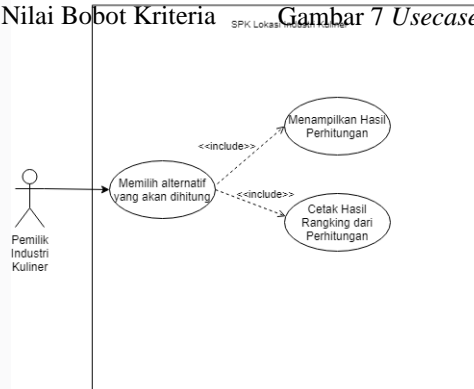 Nilai Bobot Kriteria
Gambar 7 Usecase
SPK Lokasi Industri Kuliner
Menampilkan Hasil
Perhitungan
<<include>>
Memilih alternatif
yang akan dihitung
<<include>>
Cetak Hasil
Rangking dari
Perhitungan
Pemilik
Industri
Kuliner